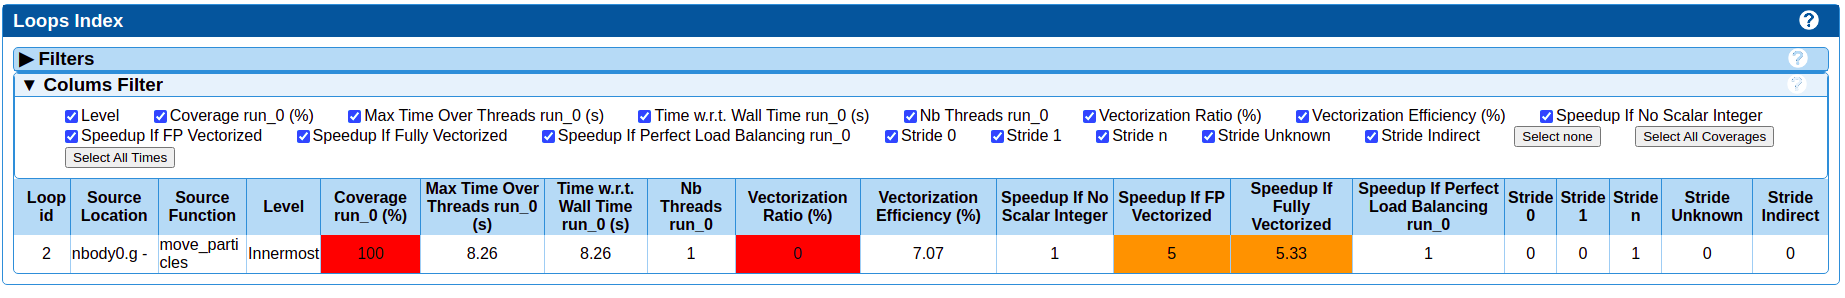 Loops Index
?
▶ Filters
?
▼ Colums Filter
?
Level Coverage run_0 (%) Max Time Over Threads run_0 (s) Time w.r.t. Wall Time run_0 (s) Nb Threads run_0 Vectorization Ratio (%) Vectorization Efficiency (%) Speedup If No Scalar Integer
Speedup If FP Vectorized Speedup If Fully Vectorized Speedup If Perfect Load Balancing run_0 Stride 0 Stride 1 Stride n Stride Unknown Stride Indirect Select none Select All Coverages
Select All Times
Loop id
Source Location
Source Function
Level
Coverage run_0 (%)
Max Time Over Threads run_0 (s)
Time w.r.t. Wall Time run_0 (s)
Nb Threads run_0
Vectorization Ratio (%)
Vectorization Efficiency (%)
Speedup If No Scalar Integer
Speedup If FP Vectorized
Speedup If Fully Vectorized
Speedup If Perfect Load Balancing run_0
Stride 0
Stride 1
Stride n
Stride Unknown
Stride Indirect
2 nbody0.g - move_particles Innermost 100 8.26 8.26 1 0 7.07 1 5 5.33 1 0 0 1 0 0